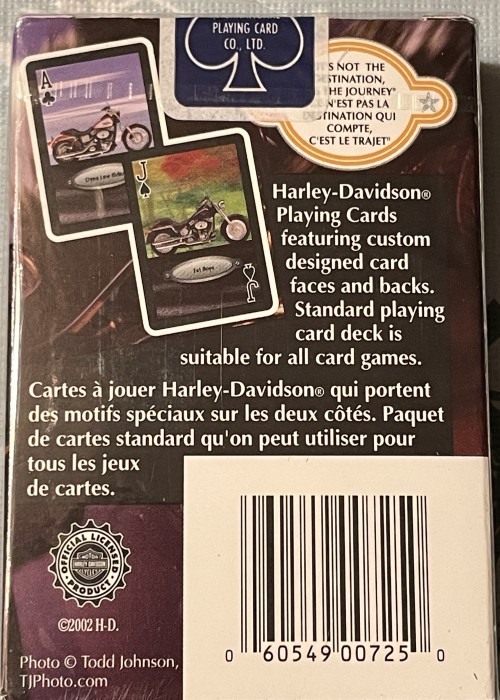 PLAYING CARD
CO., LTD.
IT'S NOT THE
DESTINATION,
THE JOURNEY"
N'EST PAS LA
DESTINATION QUI
COMPTE,
C'EST LE TRAJET"
A
J
Fat Boy®
J
Harley-Davidson®
Playing Cards
featuring custom
designed card
faces and backs.
Standard playing
card deck is
suitable for all card games.
Cartes à jouer Harley-Davidson® qui portent
des motifs spéciaux sur les deux côtés. Paquet
de cartes standard qu'on peut utiliser pour
tous les jeux
de cartes.
OFFICIAL LICENSED
HARLEY-DAVIDSON
PRODUCT
©2002 H-D.
Photo © Todd Johnson,
TJPhoto.com
0 60549 00725 0